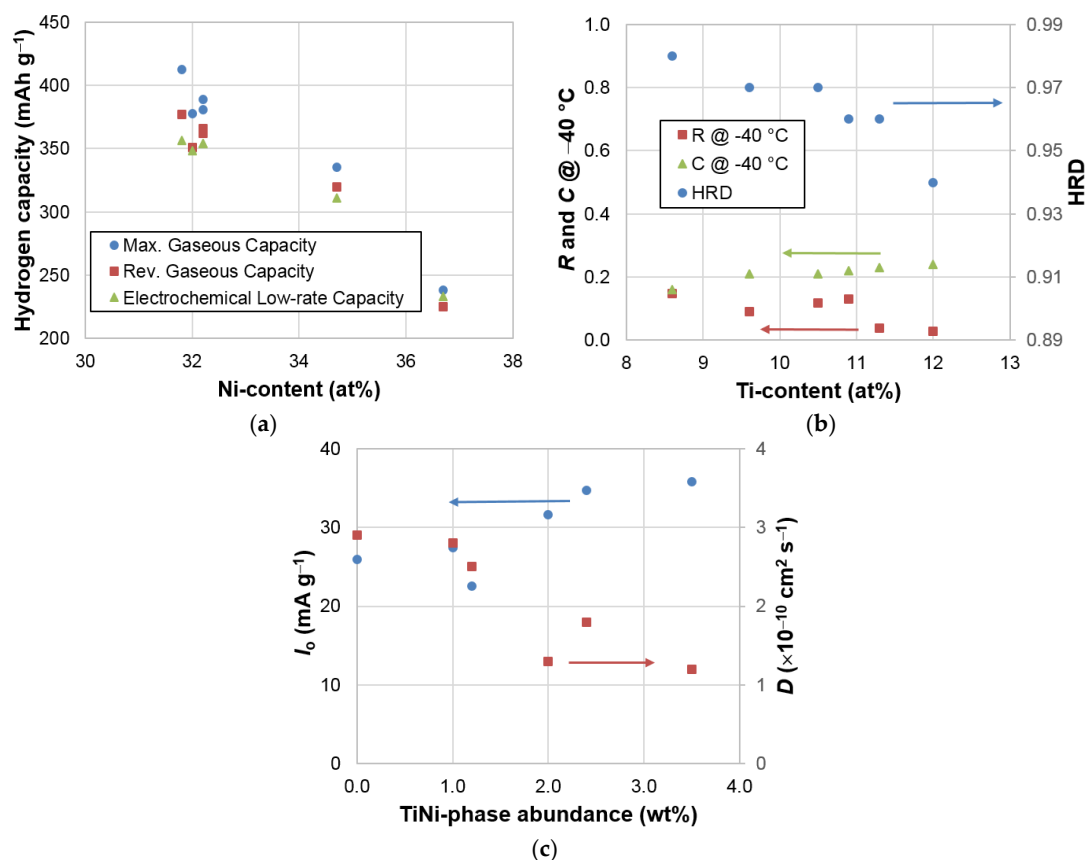 Hydrogen capacity (mAh g⁻¹)
450
400
350
300
250
200
Max. Gaseous Capacity
Rev. Gaseous Capacity
Electrochemical Low-rate Capacity
30 32 34 36 38
Ni-content (at%)
(a)
R and C @ –40 °C
1.0
0.8
0.6
0.4
0.2
0.0
R @ -40 °C
C @ -40 °C
HRD
0.99
0.97
0.95
0.93
0.91
0.89
HRD
8 9 10 11 12 13
Ti-content (at%)
(b)
Iₒ (mA g⁻¹)
40
30
20
10
0
4
3
2
1
0
D (×10⁻¹⁰ cm² s⁻¹)
0.0 1.0 2.0 3.0 4.0
TiNi-phase abundance (wt%)
(c)